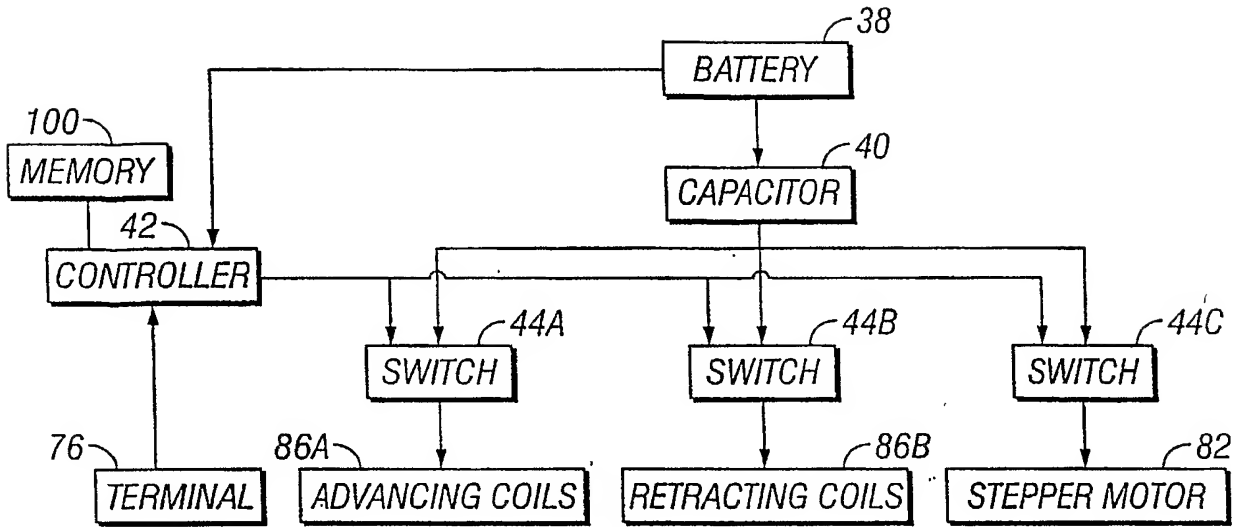 38
BATTERY
100
MEMORY
40
CAPACITOR
42
CONTROLLER
44A
SWITCH
44B
SWITCH
44C
SWITCH
76
TERMINAL
86A
ADVANCING COILS
86B
RETRACTING COILS
82
STEPPER MOTOR